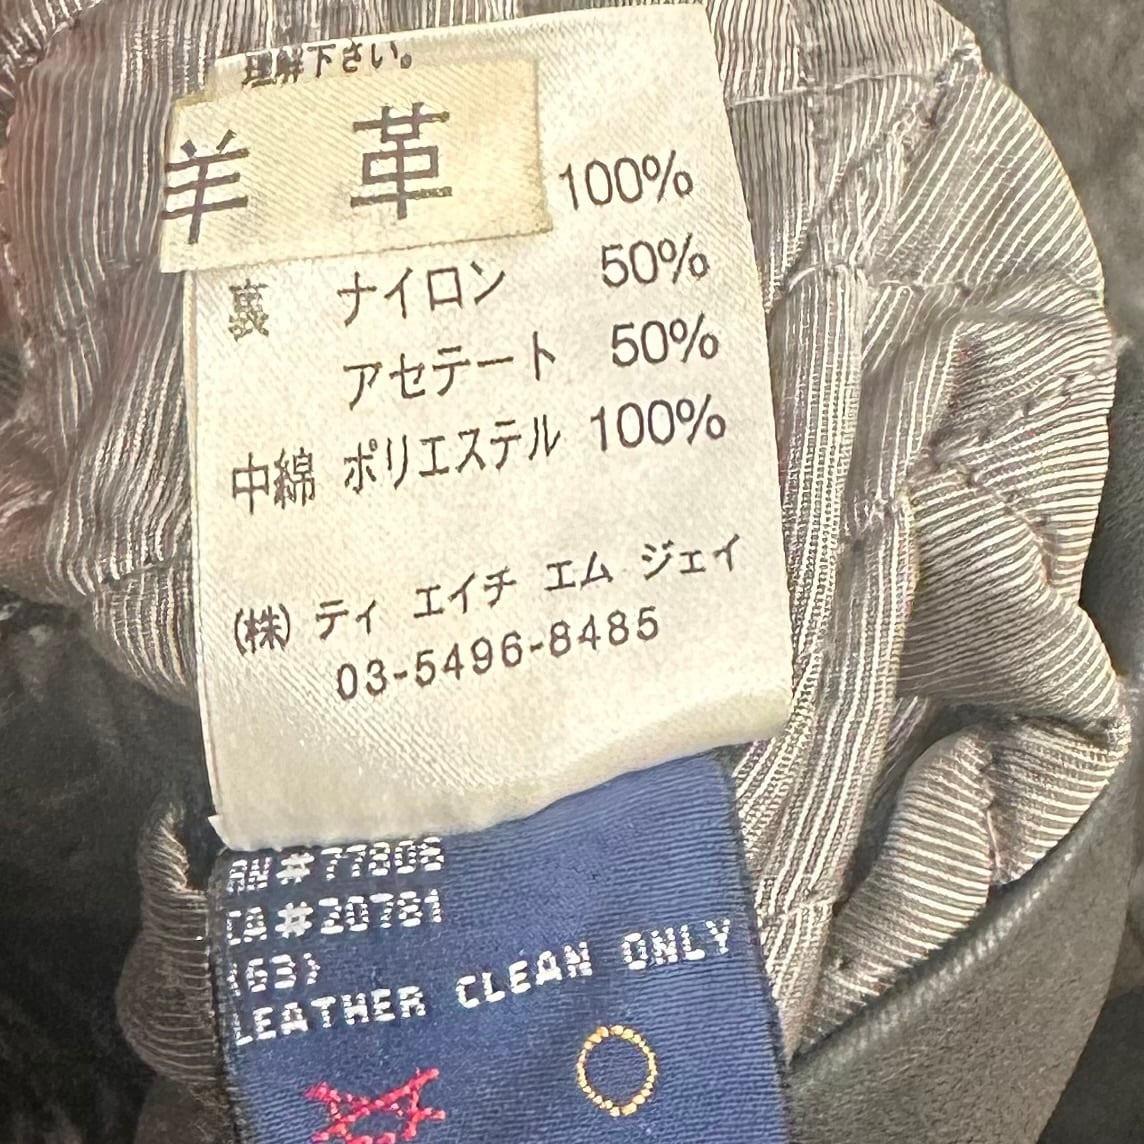 理解下さい。
羊 革 100%
裏 ナイロン 50%
アセテート 50%
中綿 ポリエステル 100%
(株) ティ エイチ エム ジェイ
03-5496-8485
RN#77806
CA#20781
(63)
LEATHER CLEAN ONLY